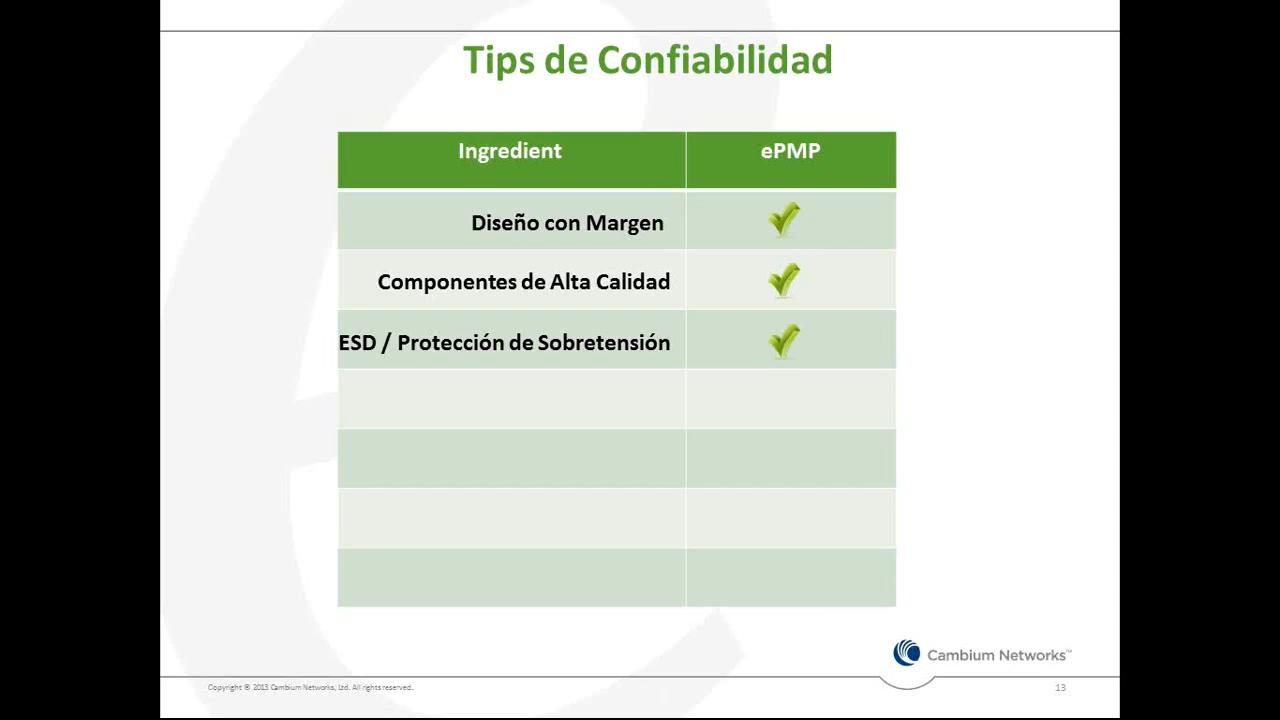 Tips de Confiabilidad
Ingredient ePMP
Diseño con Margen
Componentes de Alta Calidad
ESD / Protección de Sobretensión
Cambium Networks™
Copyright ® 2013 Cambium Networks, Ltd. All rights reserved.
13